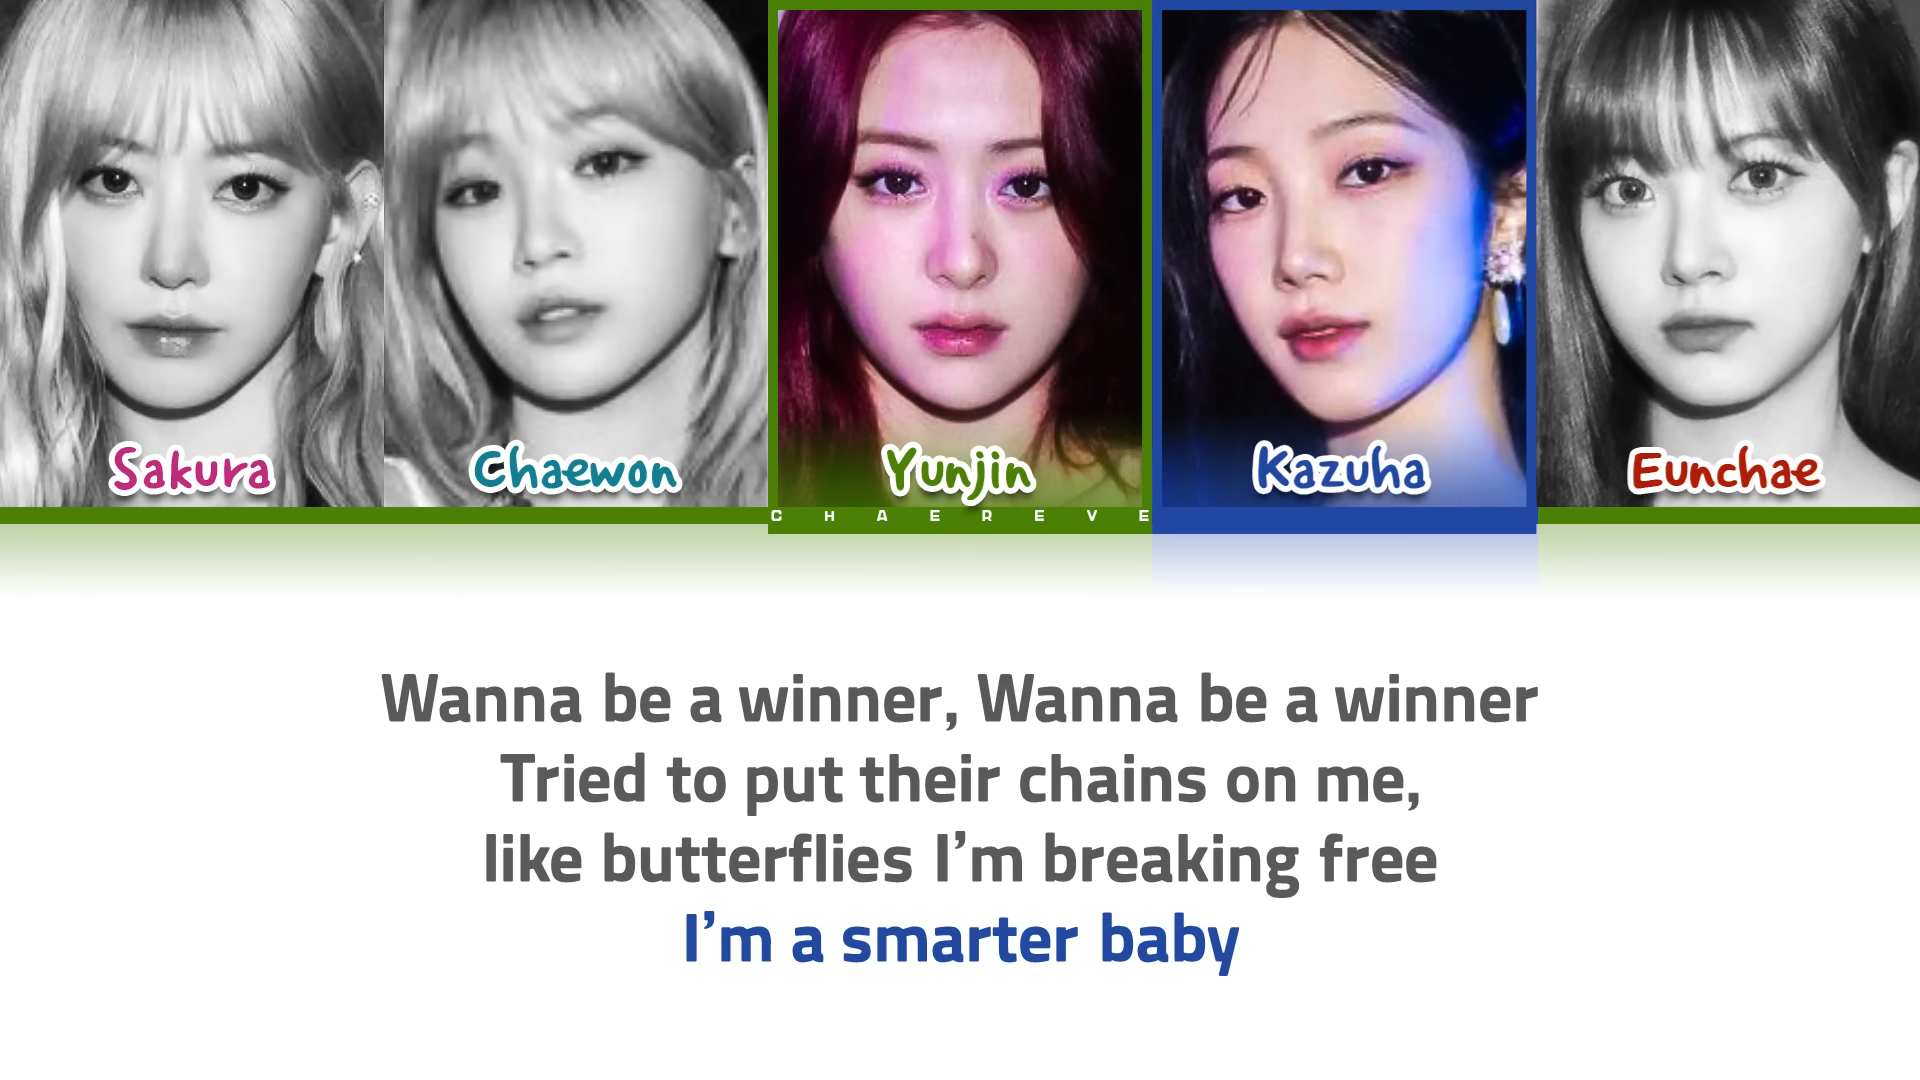 Sakura
Chaewon
Yunjin
Kazuha
Eunchae
CHAEREVE
Wanna be a winner, Wanna be a winner
Tried to put their chains on me,
like butterflies I’m breaking free
I’m a smarter baby